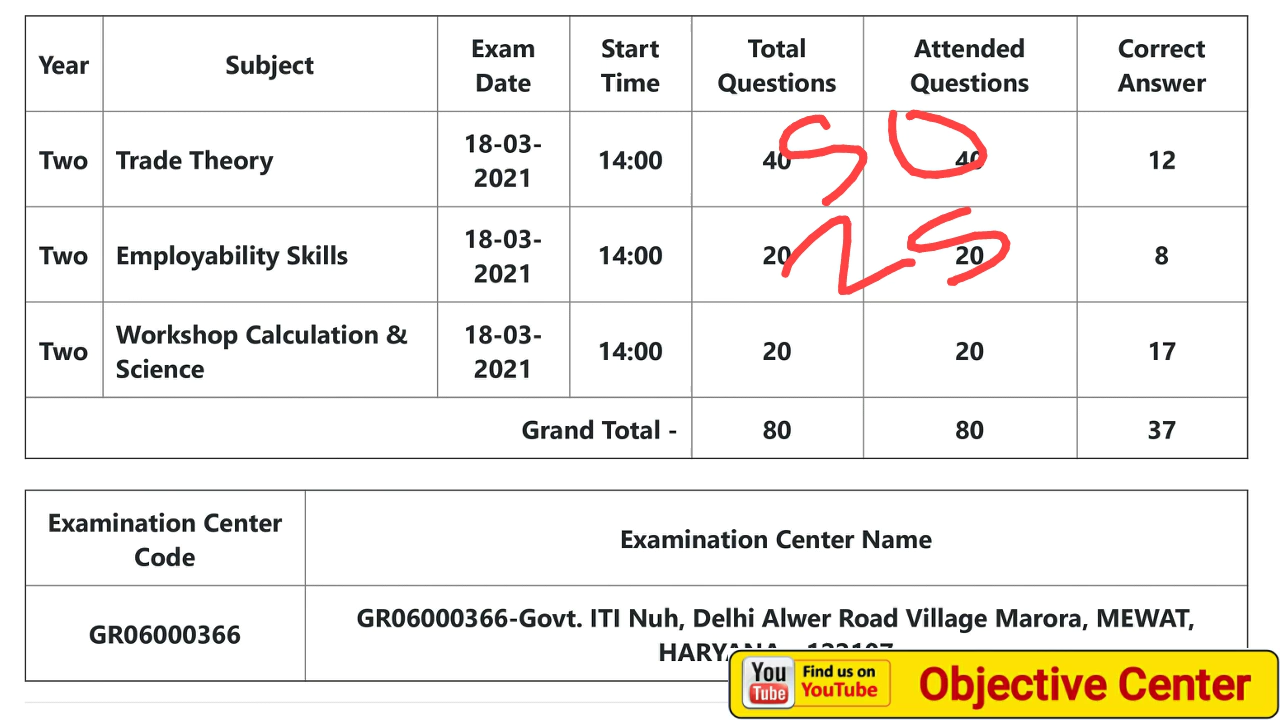 Year Subject Exam Date Start Time Total Questions Attended Questions Correct Answer
Two Trade Theory 18-03-2021 14:00 40 40 12
50
Two Employability Skills 18-03-2021 14:00 20 20 8
25
Two Workshop Calculation & Science 18-03-2021 14:00 20 20 17
Grand Total - 80 80 37
Examination Center Code Examination Center Name
GR06000366 GR06000366-Govt. ITI Nuh, Delhi Alwer Road Village Marora, MEWAT,
You Tube Find us on YouTube Objective Center